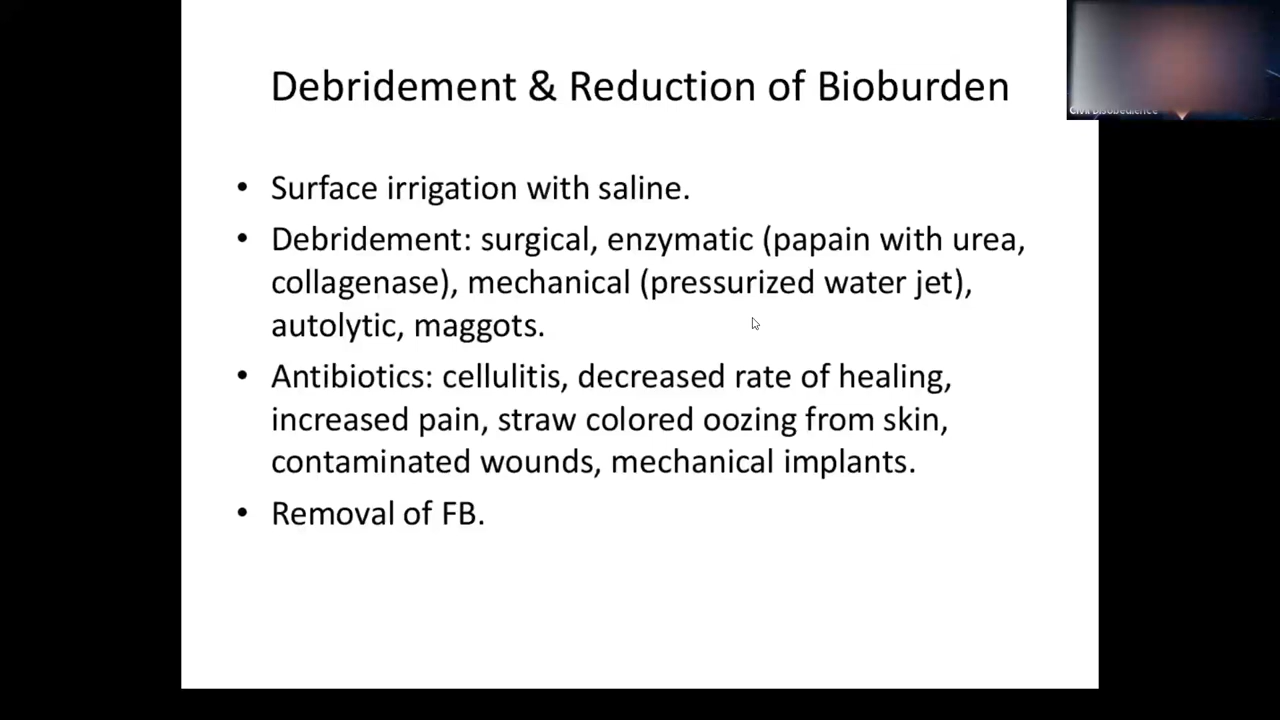 Debridement & Reduction of Bioburden
• Surface irrigation with saline.
• Debridement: surgical, enzymatic (papain with urea,
collagenase), mechanical (pressurized water jet),
autolytic, maggots.
• Antibiotics: cellulitis, decreased rate of healing,
increased pain, straw colored oozing from skin,
contaminated wounds, mechanical implants.
• Removal of FB.